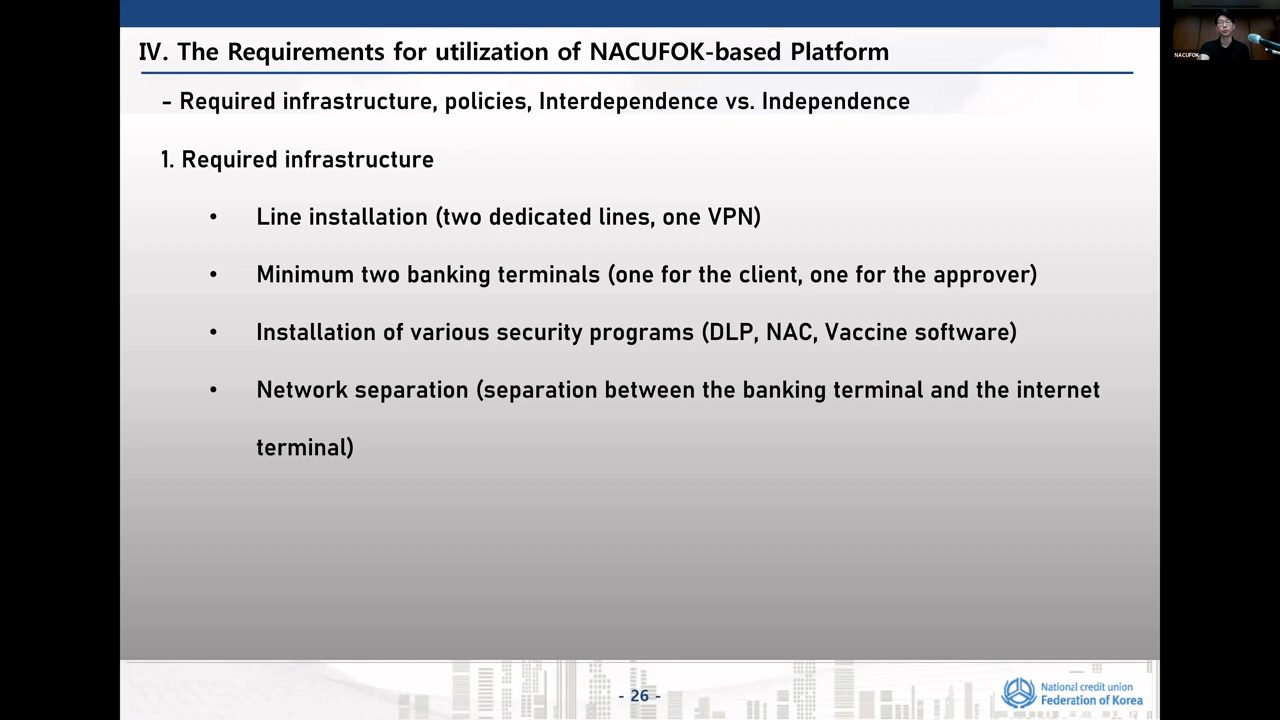 IV. The Requirements for utilization of NACUFOK-based Platform
- Required infrastructure, policies, Interdependence vs. Independence
1. Required infrastructure
• Line installation (two dedicated lines, one VPN)
• Minimum two banking terminals (one for the client, one for the approver)
• Installation of various security programs (DLP, NAC, Vaccine software)
• Network separation (separation between the banking terminal and the internet
terminal)
- 26 -
National credit union
Federation of Korea
NACUFOK